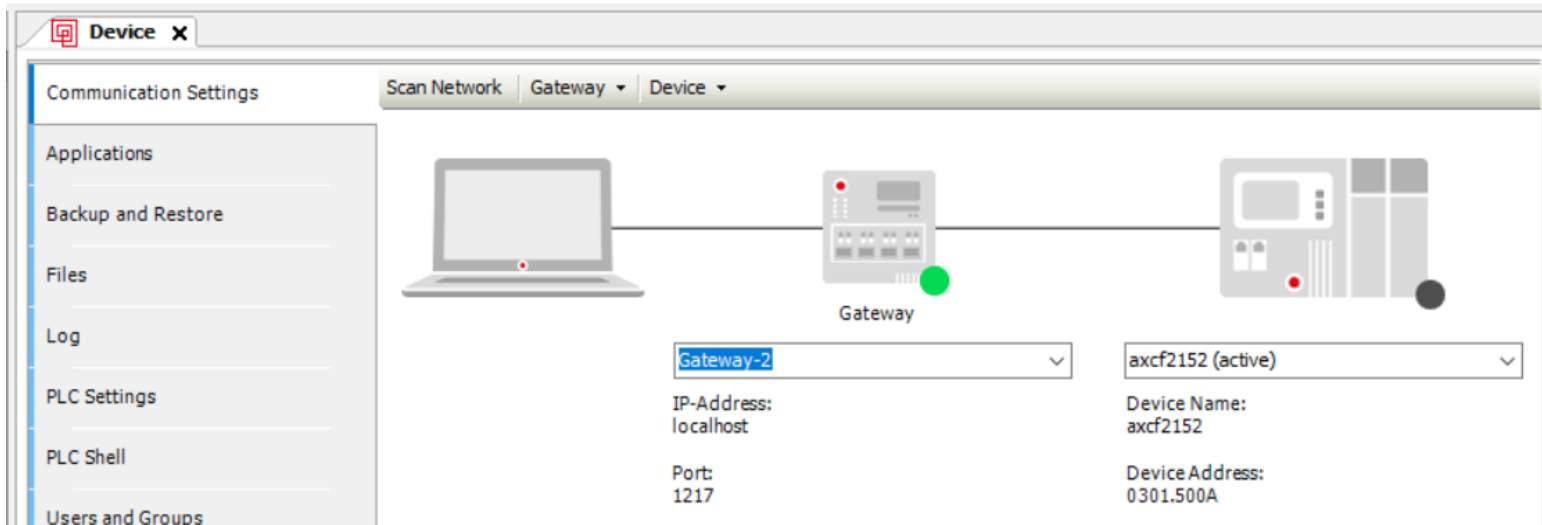 Device
Communication Settings
Scan Network Gateway Device
Applications
Backup and Restore
Files
Log
PLC Settings
PLC Shell
Users and Groups
Gateway
Gateway-2
IP-Address:
localhost
Port:
1217
axcf2152 (active)
Device Name:
axcf2152
Device Address:
0301.500A